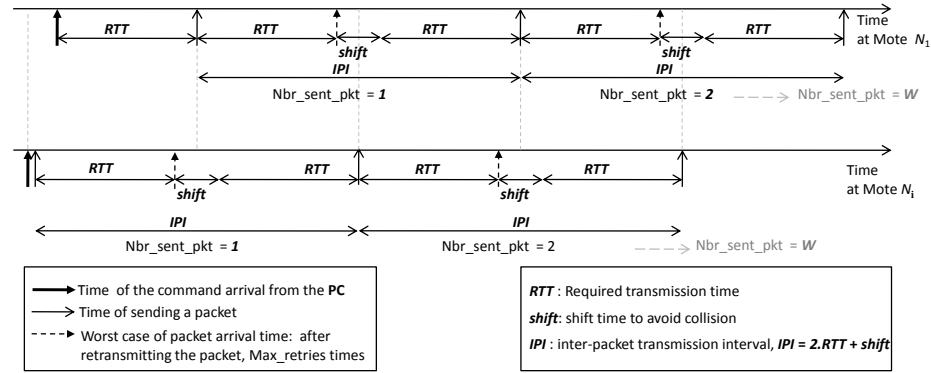 RTT RTT RTT RTT RTT Time
shift shift at Mote N1
IPI IPI
Nbr_sent_pkt = 1 Nbr_sent_pkt = 2 Nbr_sent_pkt = W
RTT RTT RTT RTT Time
shift shift at Mote Ni
IPI IPI
Nbr_sent_pkt = 1 Nbr_sent_pkt = 2 Nbr_sent_pkt = W
Time of the command arrival from the PC
Time of sending a packet
Worst case of packet arrival time: after
retransmitting the packet, Max_retries times
RTT : Required transmission time
shift: shift time to avoid collision
IPI : inter-packet transmission interval, IPI = 2.RTT + shift